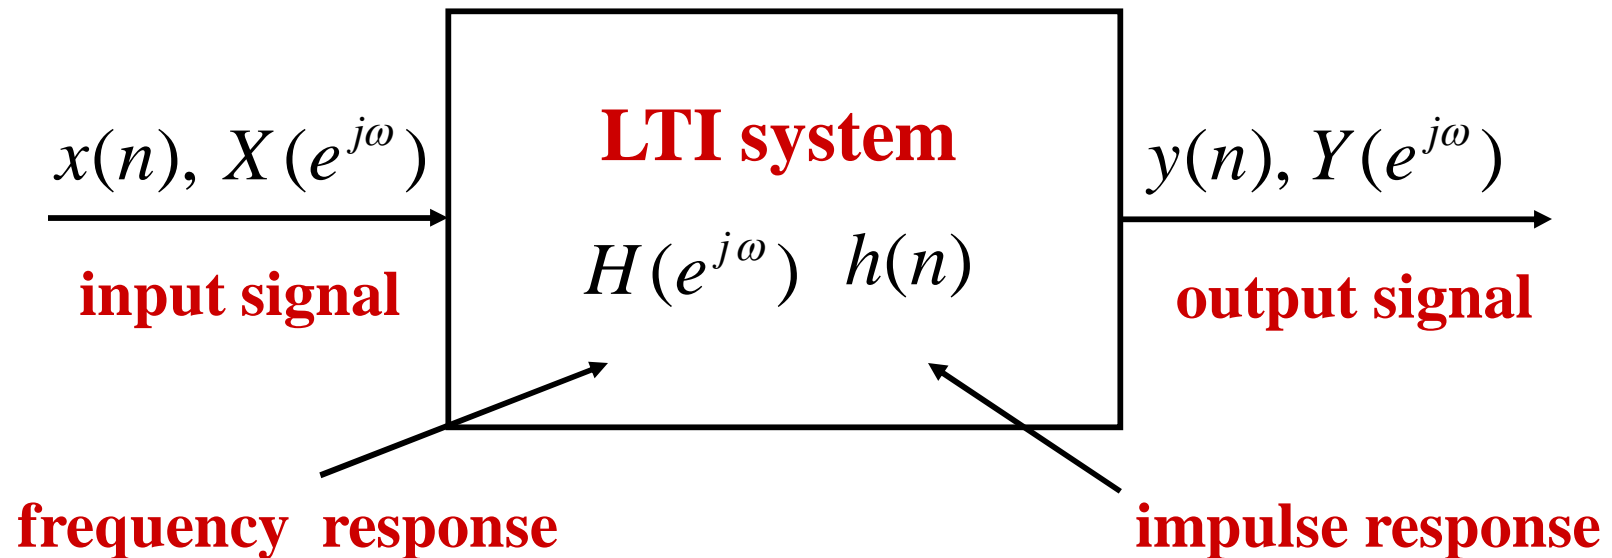 LTI system
x(n), X(e^{jω})
y(n), Y(e^{jω})
H(e^{jω}) h(n)
input signal
output signal
frequency response
impulse response